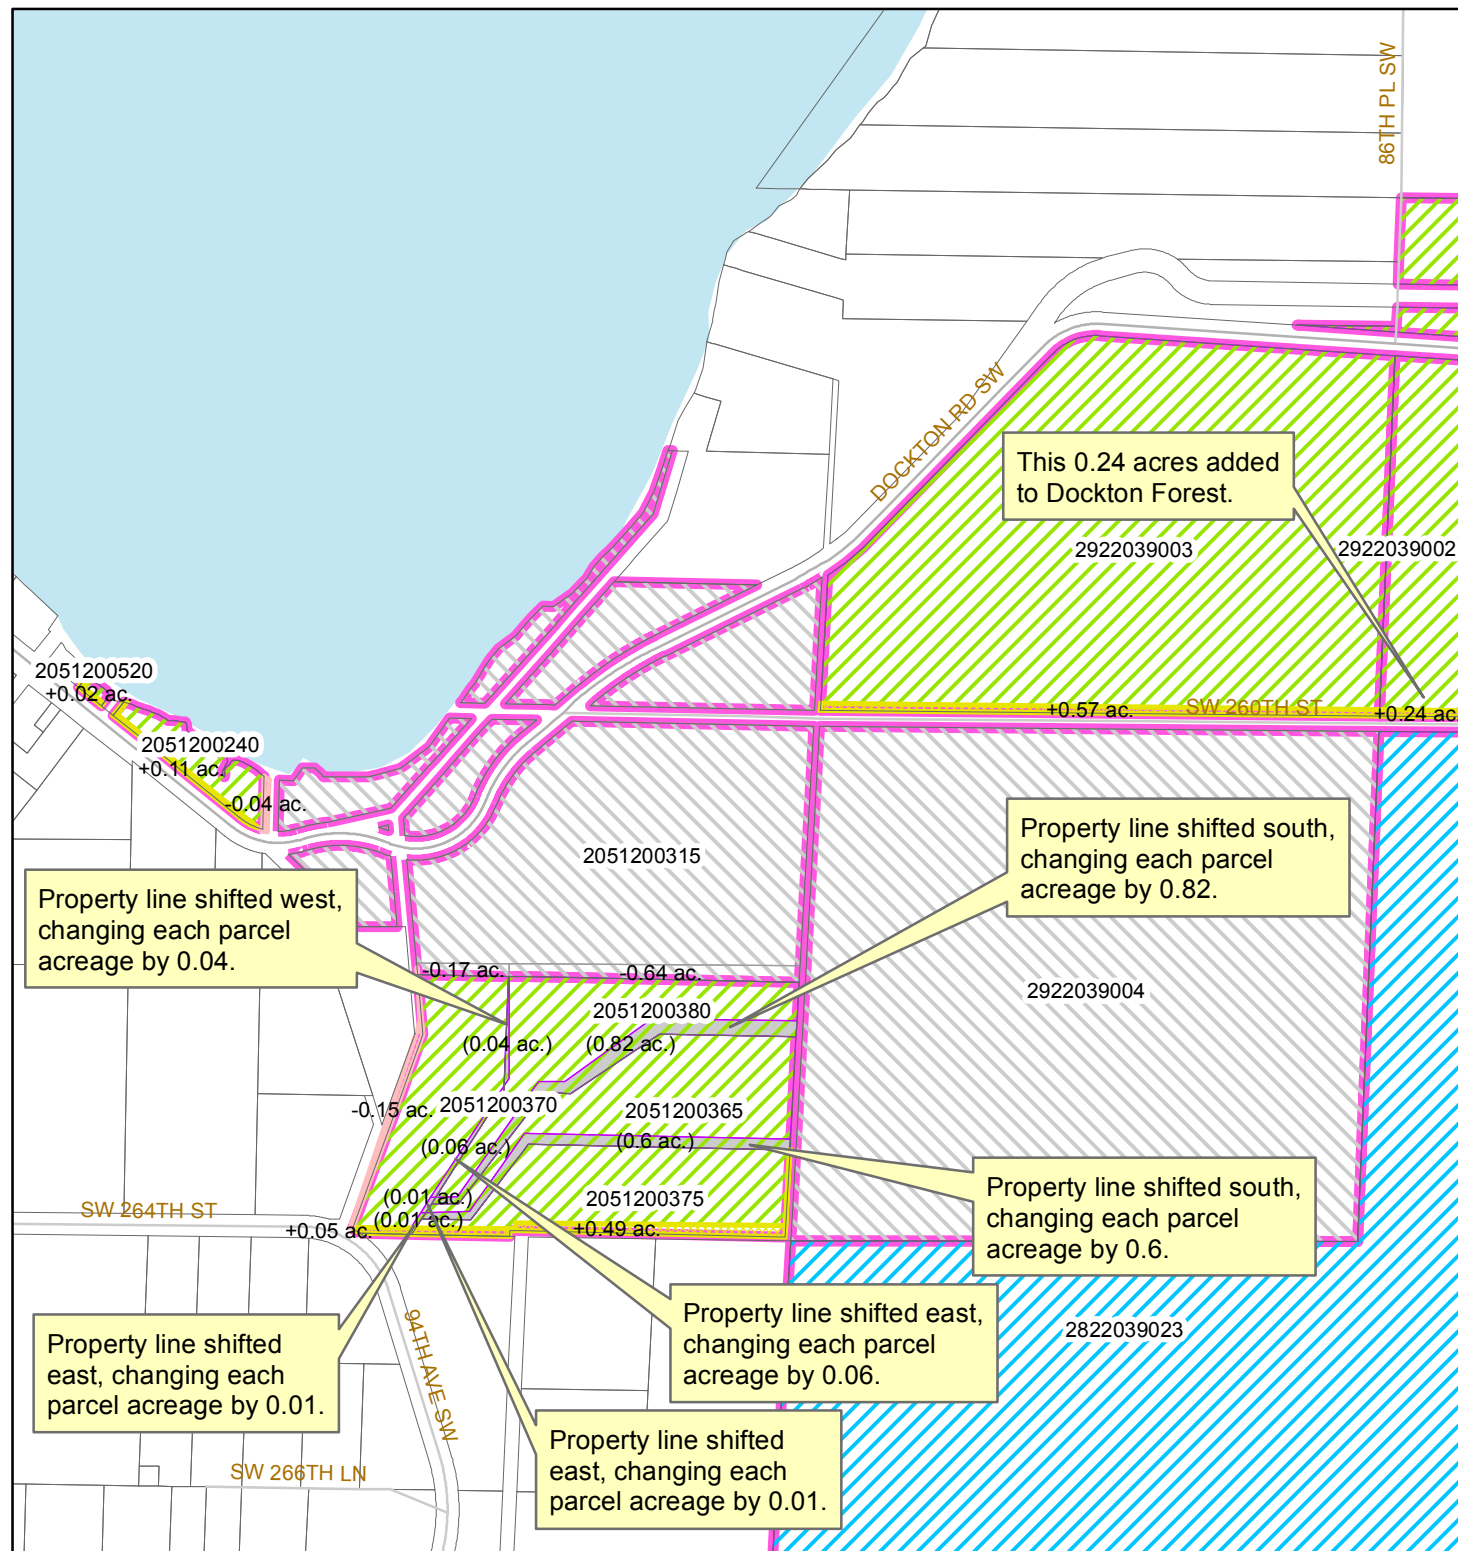 86TH PL SW
DOCKTON RD SW
This 0.24 acres added
to Dockton Forest.
2922039003
2922039002
2051200520
+0.02 ac.
+0.57 ac.
SW 260TH ST
+0.24 ac.
2051200240
+0.11 ac.
-0.04 ac.
2051200315
Property line shifted south,
changing each parcel
acreage by 0.82.
Property line shifted west,
changing each parcel
acreage by 0.04.
-0.17 ac.
-0.64 ac.
2922039004
2051200380
(0.04 ac.)
(0.82 ac.)
-0.15 ac.
2051200370
2051200365
(0.06 ac.)
(0.6 ac.)
(0.01 ac.)
2051200375
(0.01 ac.)
SW 264TH ST
+0.05 ac.
+0.49 ac.
Property line shifted south,
changing each parcel
acreage by 0.6.
Property line shifted east,
changing each parcel
acreage by 0.06.
2822039023
Property line shifted
east, changing each
parcel acreage by 0.01.
94TH AVE SW
Property line shifted
east, changing each
parcel acreage by 0.01.
SW 266TH LN